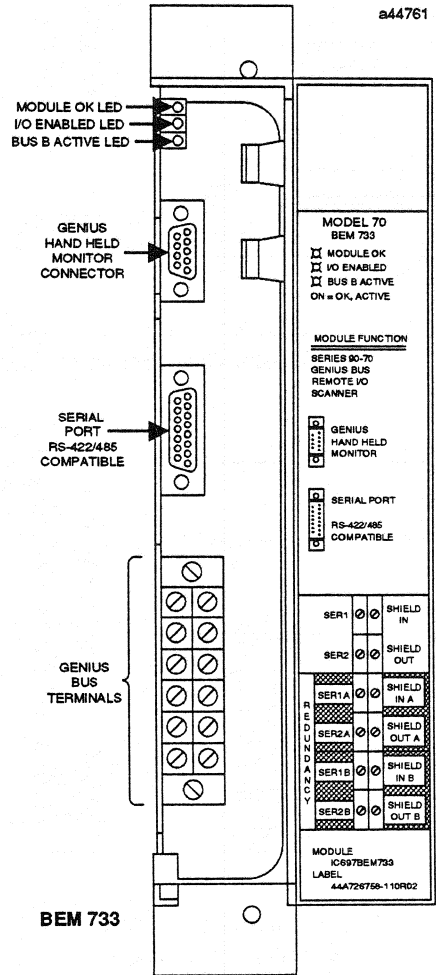 a44761
MODULE OK LED
I/O ENABLED LED
BUS B ACTIVE LED
GENIUS
HAND HELD
MONITOR
CONNECTOR
SERIAL
PORT
RS-422/485
COMPATIBLE
GENIUS
BUS
TERMINALS
BEM 733
MODEL 70
BEM 733
MODULE OK
I/O ENABLED
BUS B ACTIVE
ON = OK, ACTIVE
MODULE FUNCTION
SERIES 90-70
GENIUS BUS
REMOTE I/O
SCANNER
GENIUS
HAND HELD
MONITOR
SERIAL PORT
RS-422/485
COMPATIBLE
SER1 SHIELD
IN
SER2 SHIELD
OUT
REDUNDANCY
SER1A SHIELD
IN A
SER2A SHIELD
OUT A
SER1B SHIELD
IN B
SER2B SHIELD
OUT B
MODULE
IC697BEM733
LABEL
44A726758-110R02